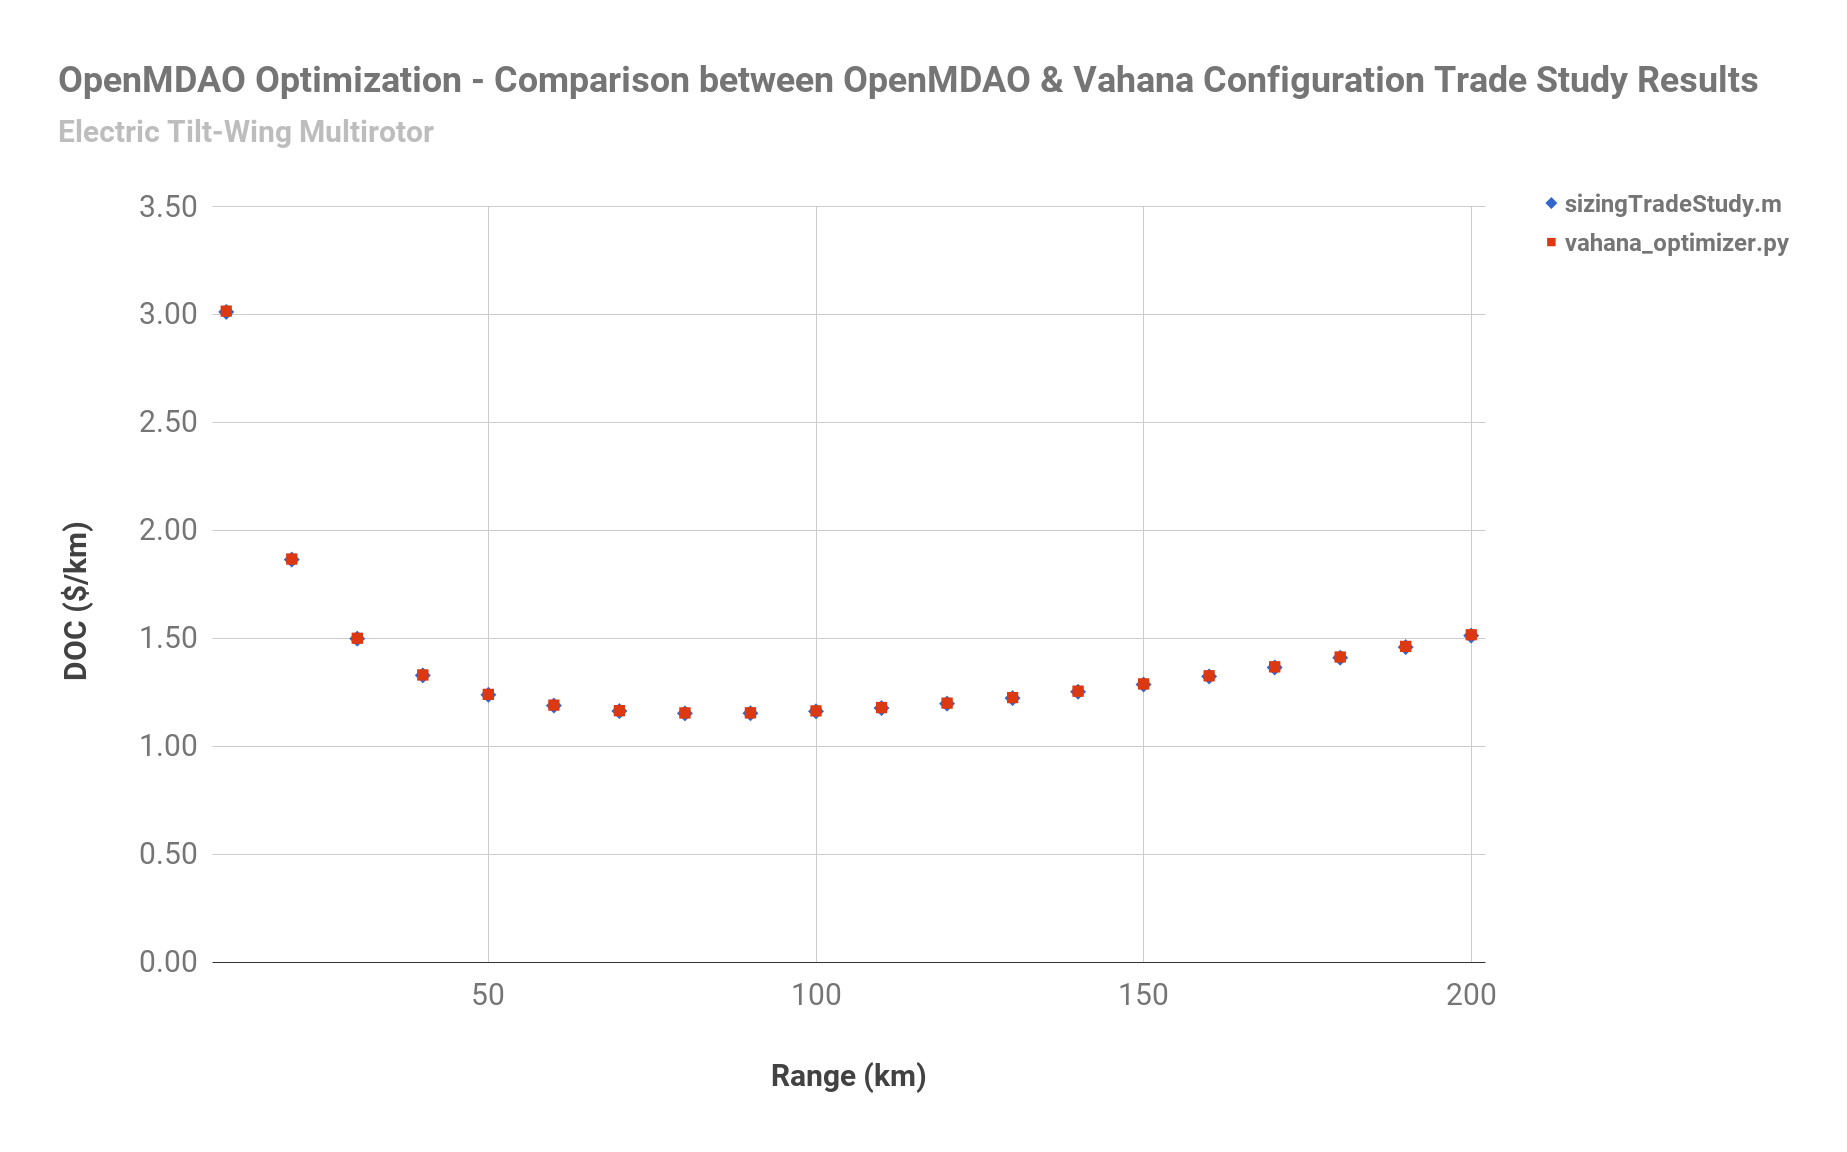 OpenMDAO Optimization - Comparison between OpenMDAO & Vahana Configuration Trade Study Results
Electric Tilt-Wing Multirotor
sizingTradeStudy.m
vahana_optimizer.py
3.50
3.00
2.50
2.00
1.50
1.00
0.50
0.00
DOC ($/km)
50
100
150
200
Range (km)